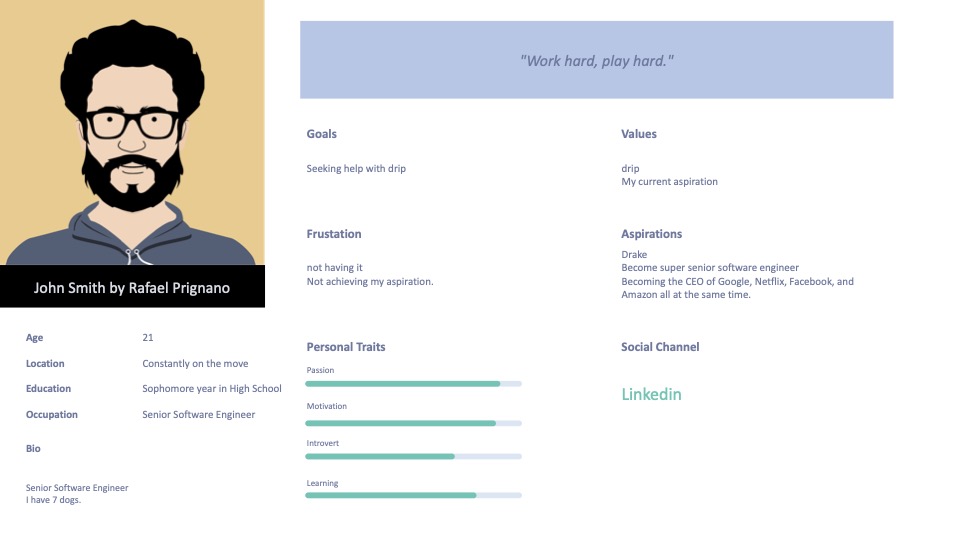 "Work hard, play hard."
John Smith by Rafael Prignano
Age 21
Location Constantly on the move
Education Sophomore year in High School
Occupation Senior Software Engineer
Bio
Senior Software Engineer
I have 7 dogs.
Goals
Seeking help with drip
Values
drip
My current aspiration
Frustation
not having it
Not achieving my aspiration.
Aspirations
Drake
Become super senior software engineer
Becoming the CEO of Google, Netflix, Facebook, and
Amazon all at the same time.
Personal Traits
Passion
Motivation
Introvert
Learning
Social Channel
Linkedin